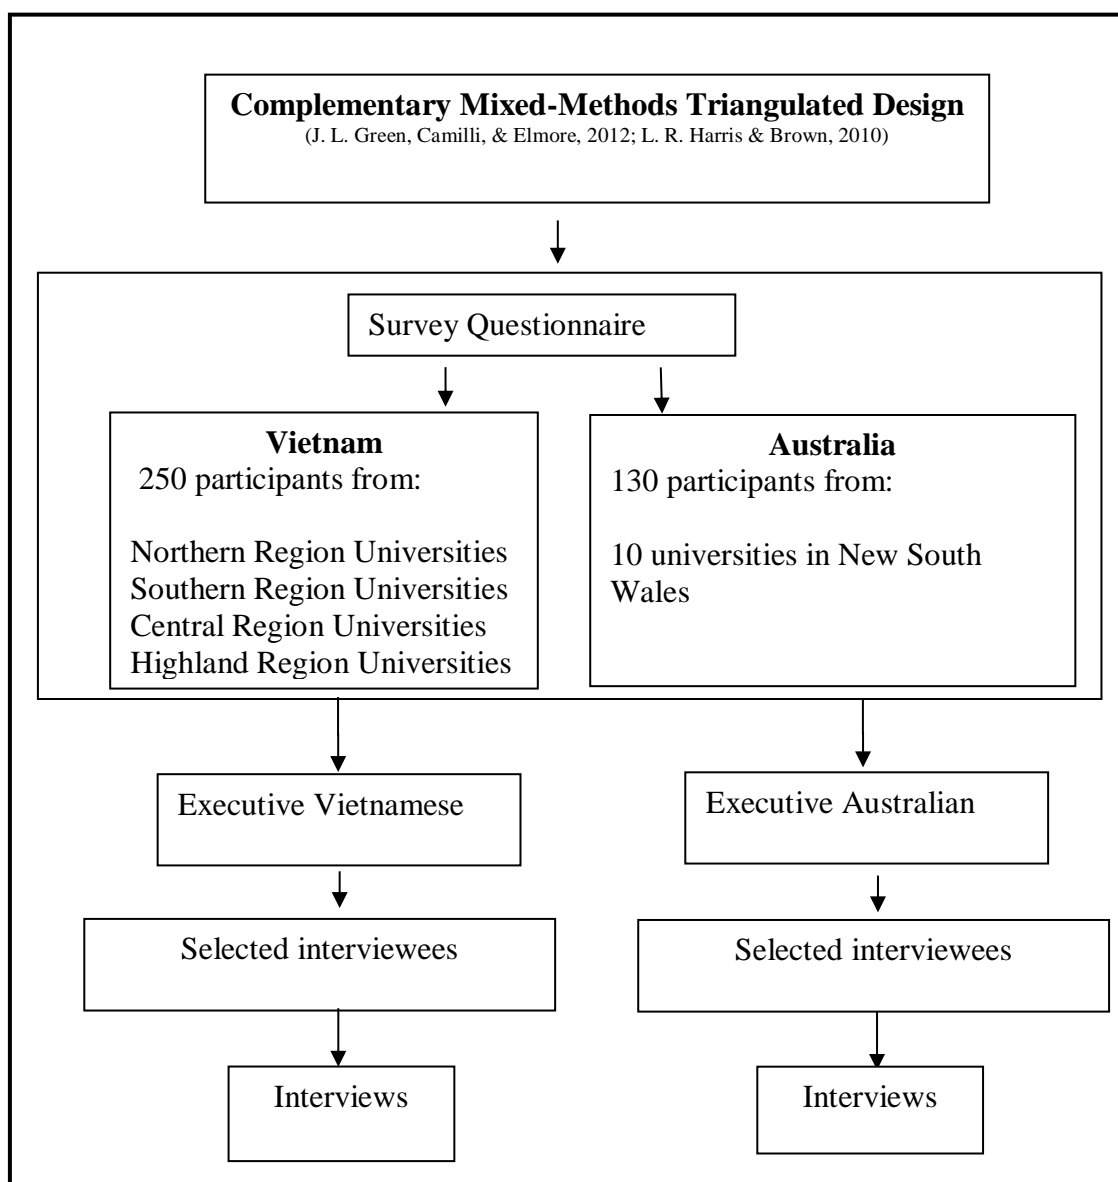 Complementary Mixed-Methods Triangulated Design
(J. L. Green, Camilli, & Elmore, 2012; L. R. Harris & Brown, 2010)
Survey Questionnaire
Vietnam
250 participants from:
Northern Region Universities
Southern Region Universities
Central Region Universities
Highland Region Universities
Australia
130 participants from:
10 universities in New South
Wales
Executive Vietnamese
Executive Australian
Selected interviewees
Selected interviewees
Interviews
Interviews